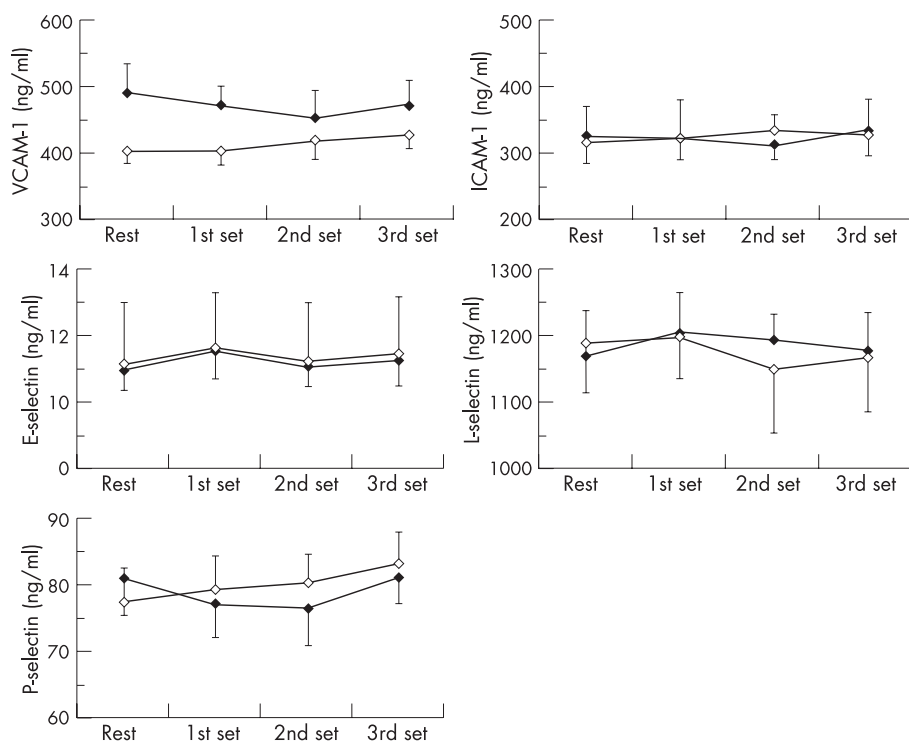 600
500
400
300
VCAM-1 (ng/ml)
Rest 1st set 2nd set 3rd set
500
400
300
200
ICAM-1 (ng/ml)
Rest 1st set 2nd set 3rd set
14
12
10
0
E-selectin (ng/ml)
Rest 1st set 2nd set 3rd set
1300
1200
1100
1000
L-selectin (ng/ml)
Rest 1st set 2nd set 3rd set
90
80
70
60
P-selectin (ng/ml)
Rest 1st set 2nd set 3rd set